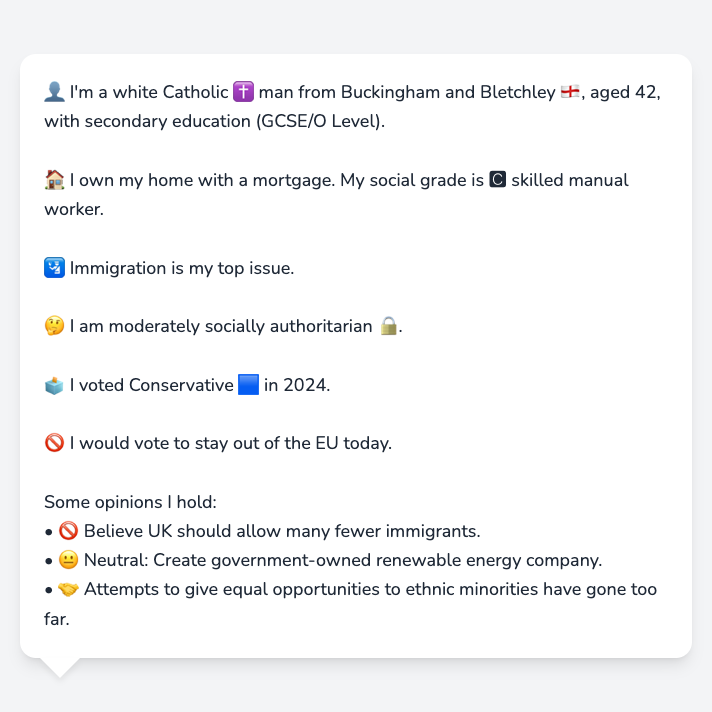 👤 I'm a white Catholic ✝️ man from Buckingham and Bletchley 🏴󠁧󠁢󠁥󠁮󠁧󠁿, aged 42,
with secondary education (GCSE/O Level).
🏠 I own my home with a mortgage. My social grade is 🅲 skilled manual
worker.
🛂 Immigration is my top issue.
🤔 I am moderately socially authoritarian 🔒.
🗳️ I voted Conservative 🟦 in 2024.
🚫 I would vote to stay out of the EU today.
Some opinions I hold:
• 🚫 Believe UK should allow many fewer immigrants.
• 😐 Neutral: Create government-owned renewable energy company.
• 🤝 Attempts to give equal opportunities to ethnic minorities have gone too
far.